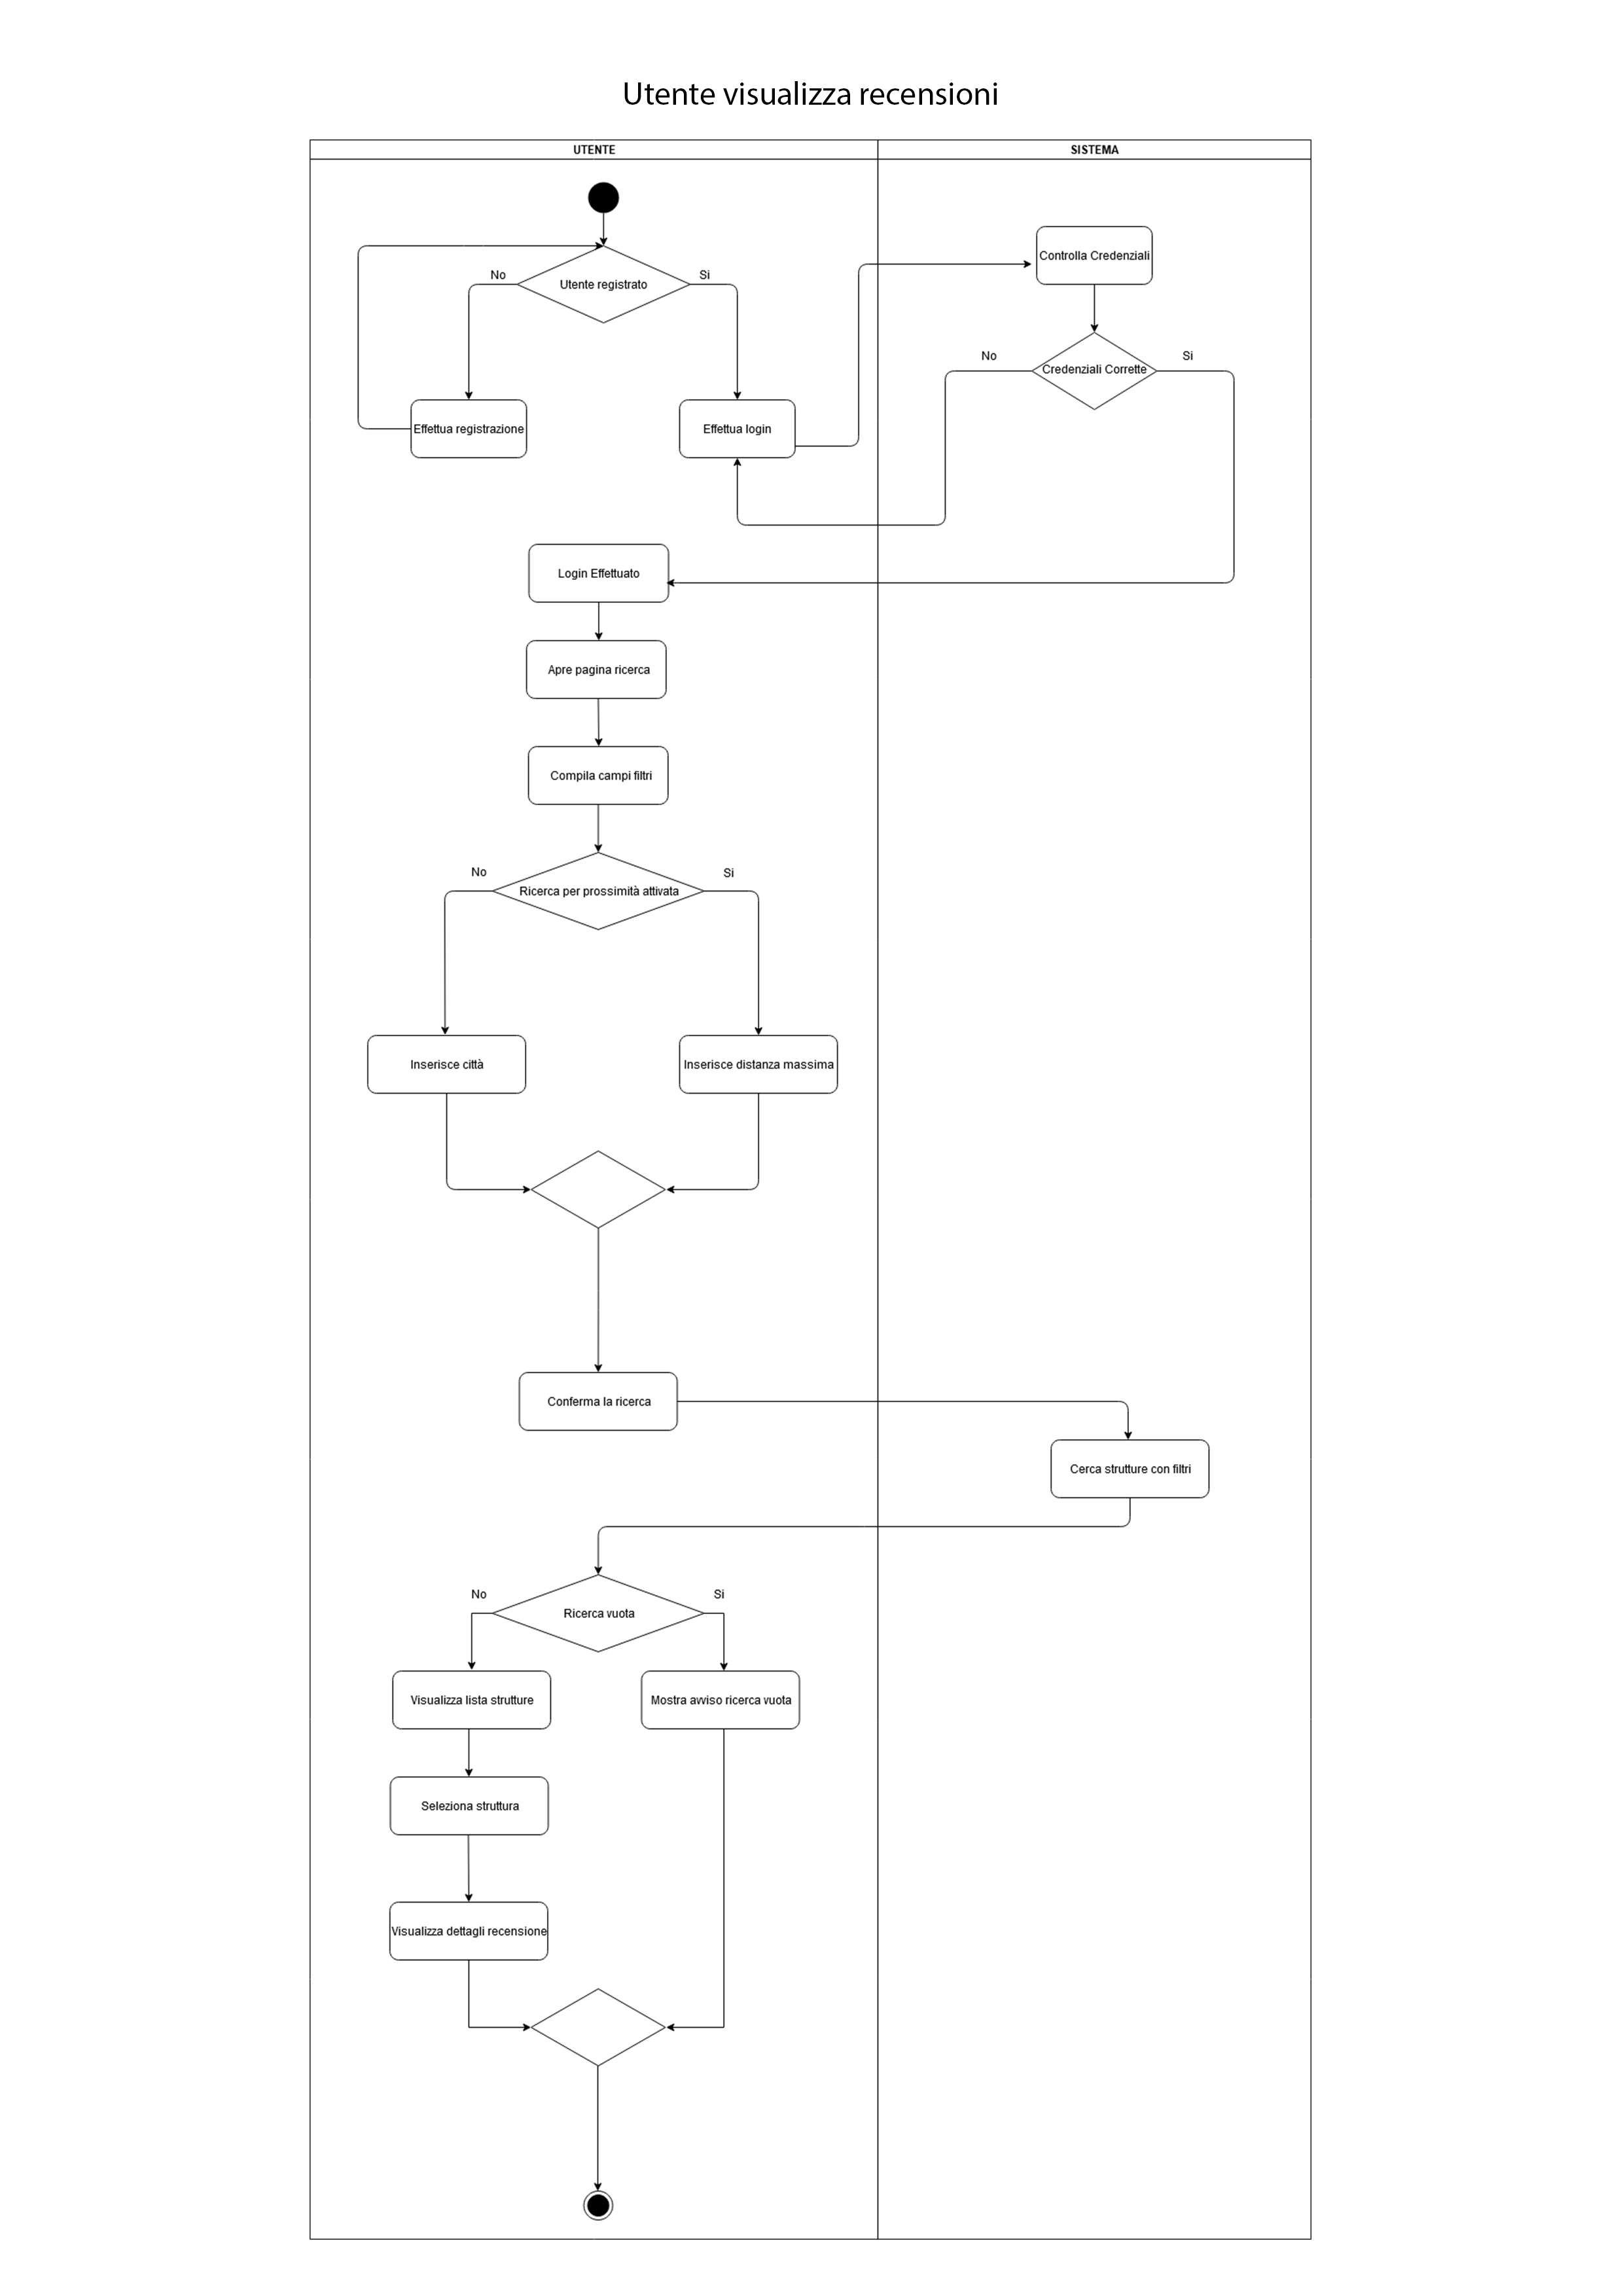 Utente visualizza recensioni
UTENTE
SISTEMA
Controlla Credenziali
No
Si
Utente registrato
No
Si
Credenziali Corrette
Effettua registrazione
Effettua login
Login Effettuato
Apre pagina ricerca
Compila campi filtri
No
Si
Ricerca per prossimità attivata
Inserisce città
Inserisce distanza massima
Conferma la ricerca
Cerca strutture con filtri
No
Si
Ricerca vuota
Visualizza lista strutture
Mostra avviso ricerca vuota
Seleziona struttura
Visualizza dettagli recensione